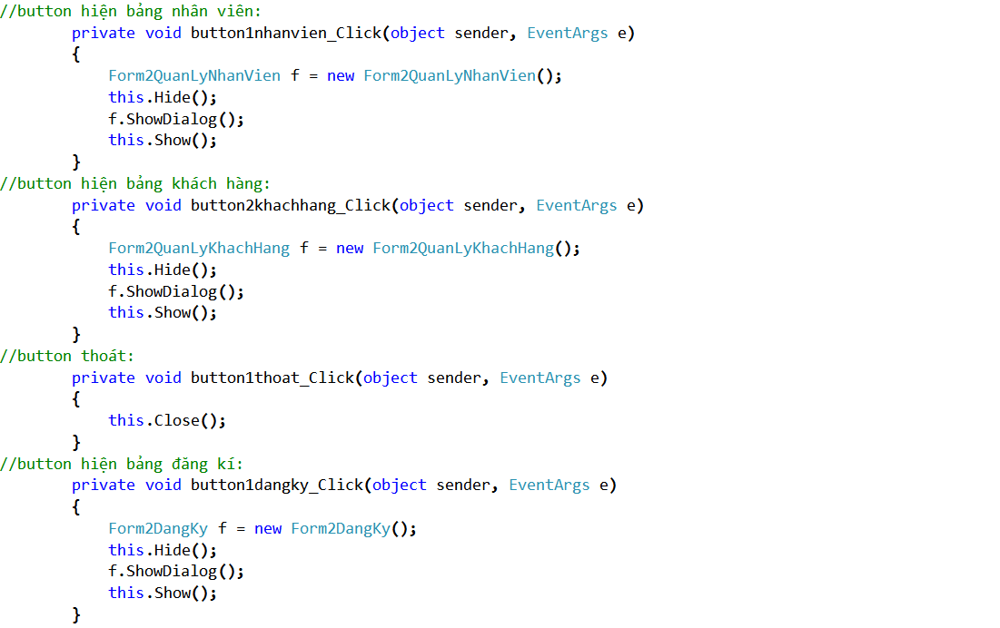 //button hiện bảng nhân viên:
private void button1nhanvien_Click(object sender, EventArgs e)
{
Form2QuanLyNhanVien f = new Form2QuanLyNhanVien();
this.Hide();
f.ShowDialog();
this.Show();
}
//button hiện bảng khách hàng:
private void button2khachhang_Click(object sender, EventArgs e)
{
Form2QuanLyKhachHang f = new Form2QuanLyKhachHang();
this.Hide();
f.ShowDialog();
this.Show();
}
//button thoát:
private void button1thoat_Click(object sender, EventArgs e)
{
this.Close();
}
//button hiện bảng đăng kí:
private void button1dangky_Click(object sender, EventArgs e)
{
Form2DangKy f = new Form2DangKy();
this.Hide();
f.ShowDialog();
this.Show();
}